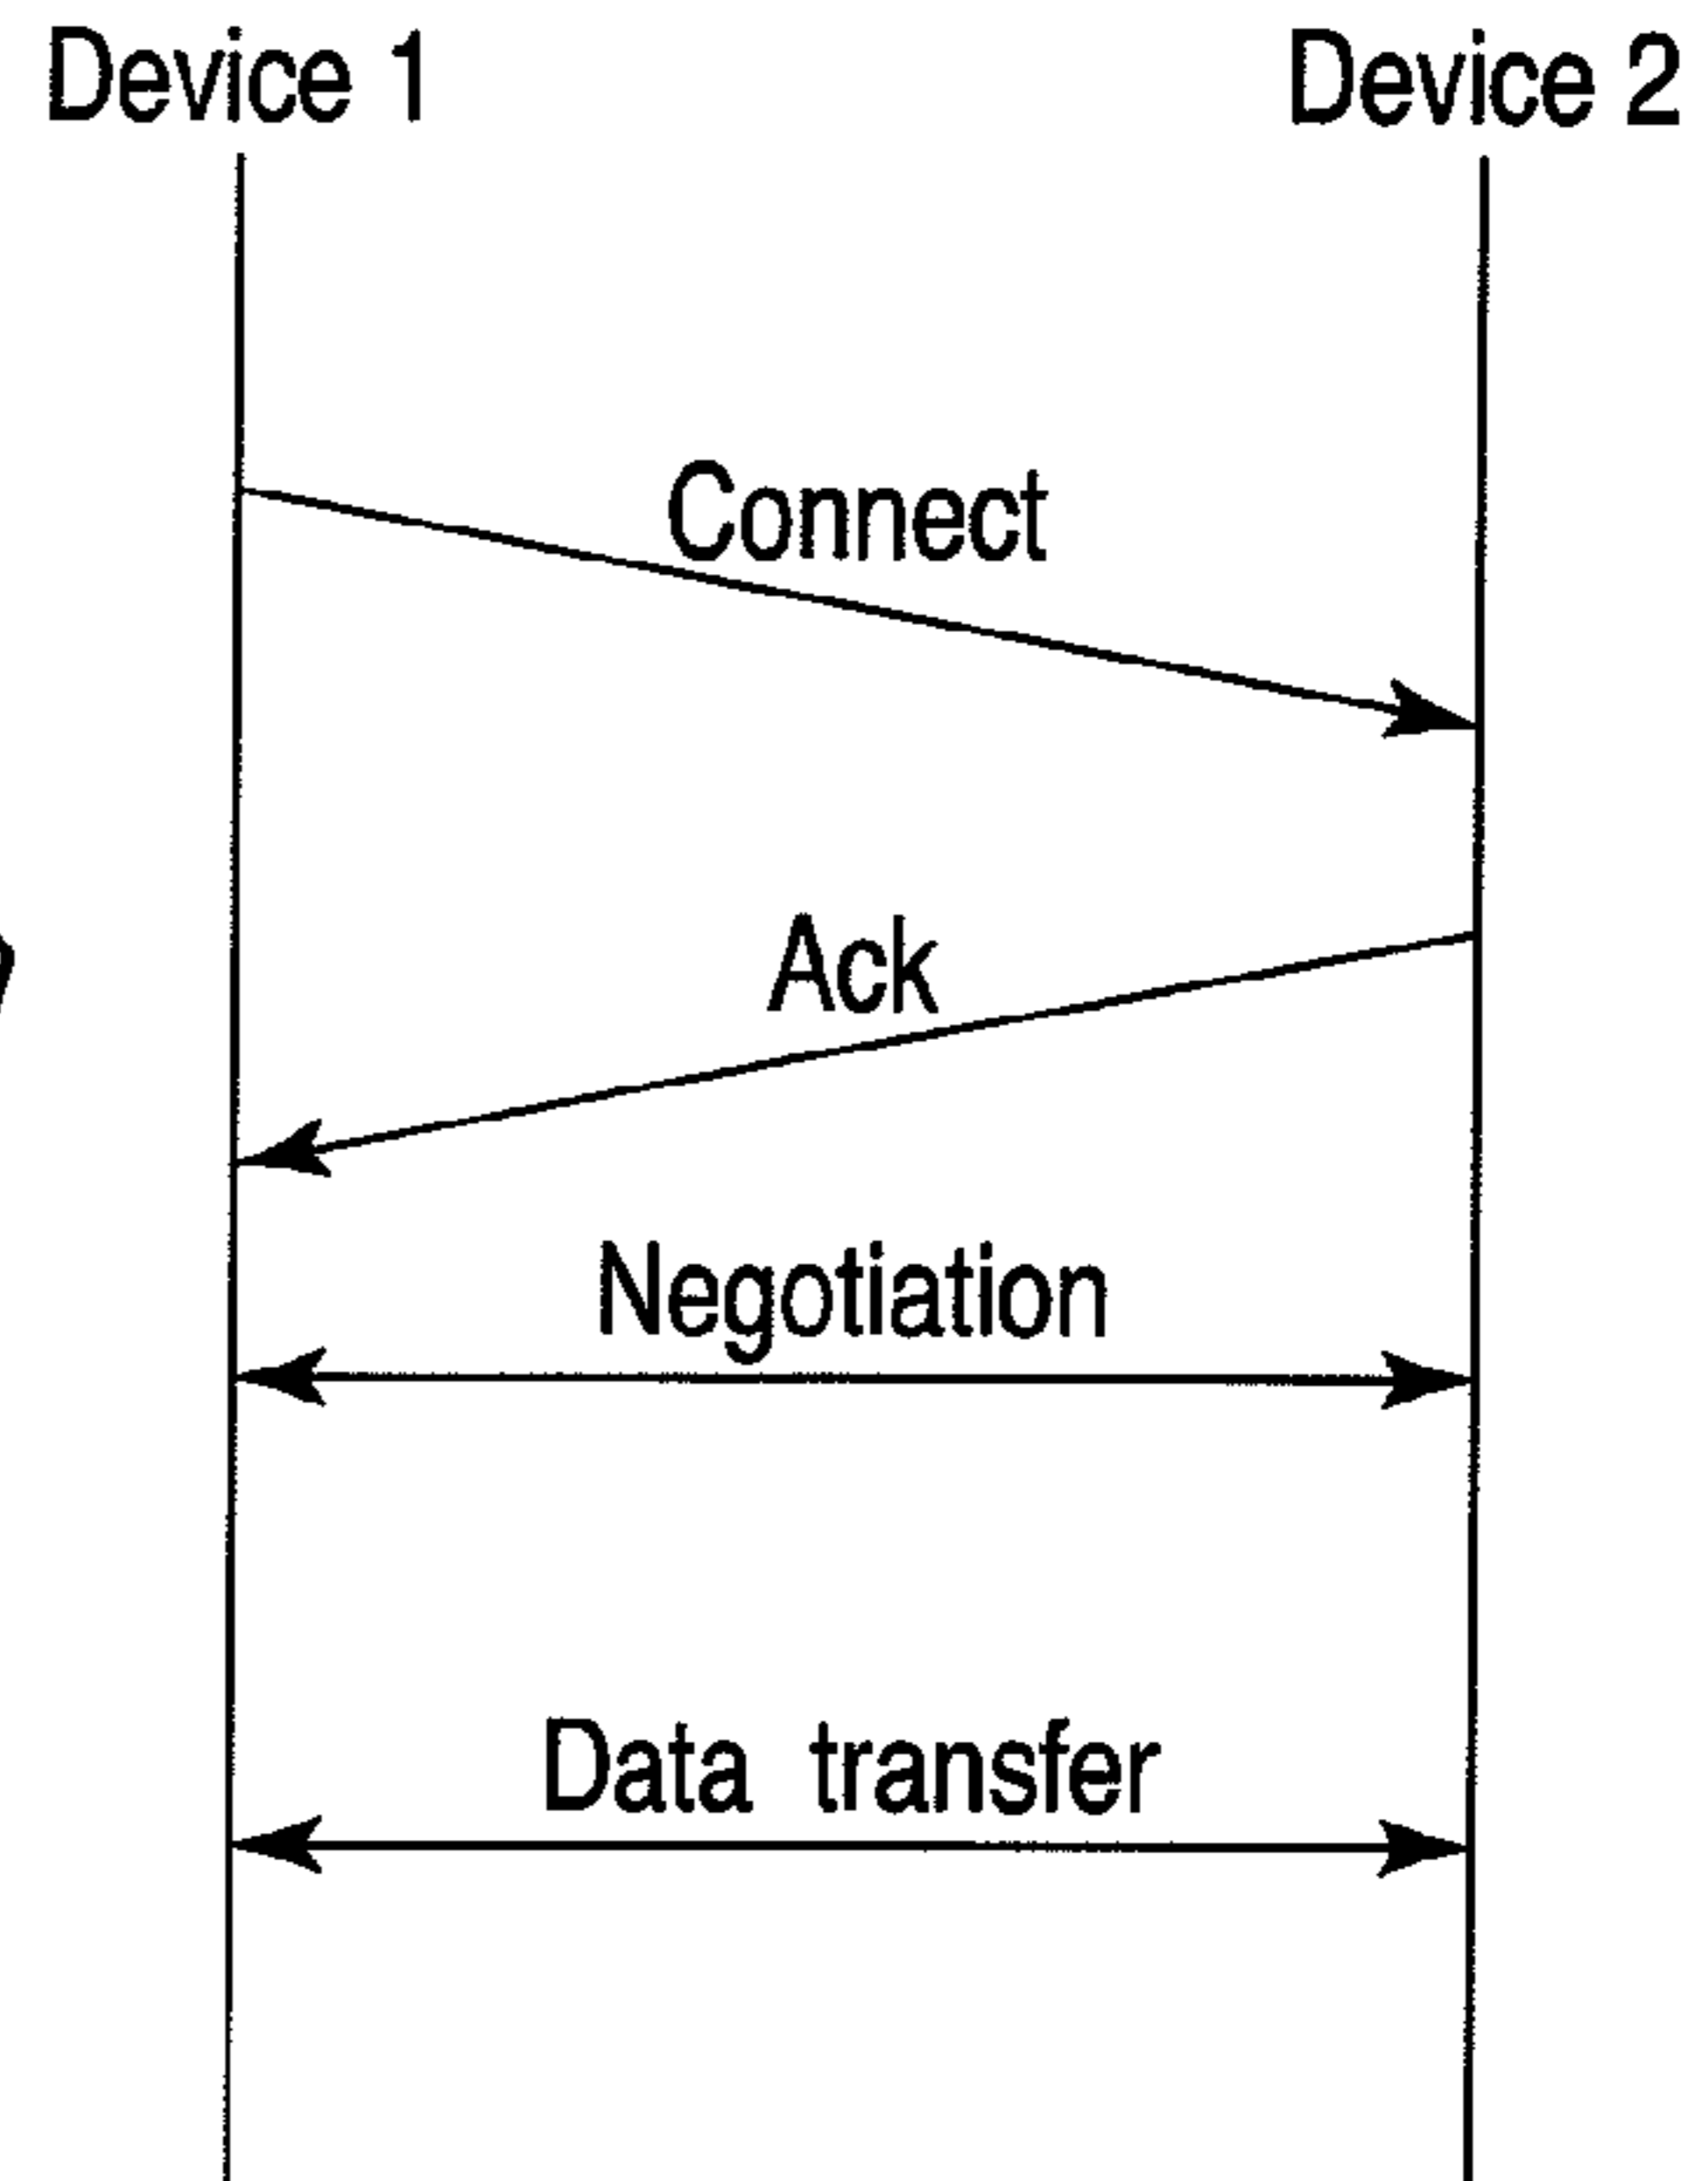 Device 1 Device 2
Connect
Ack
Negotiation
Data transfer